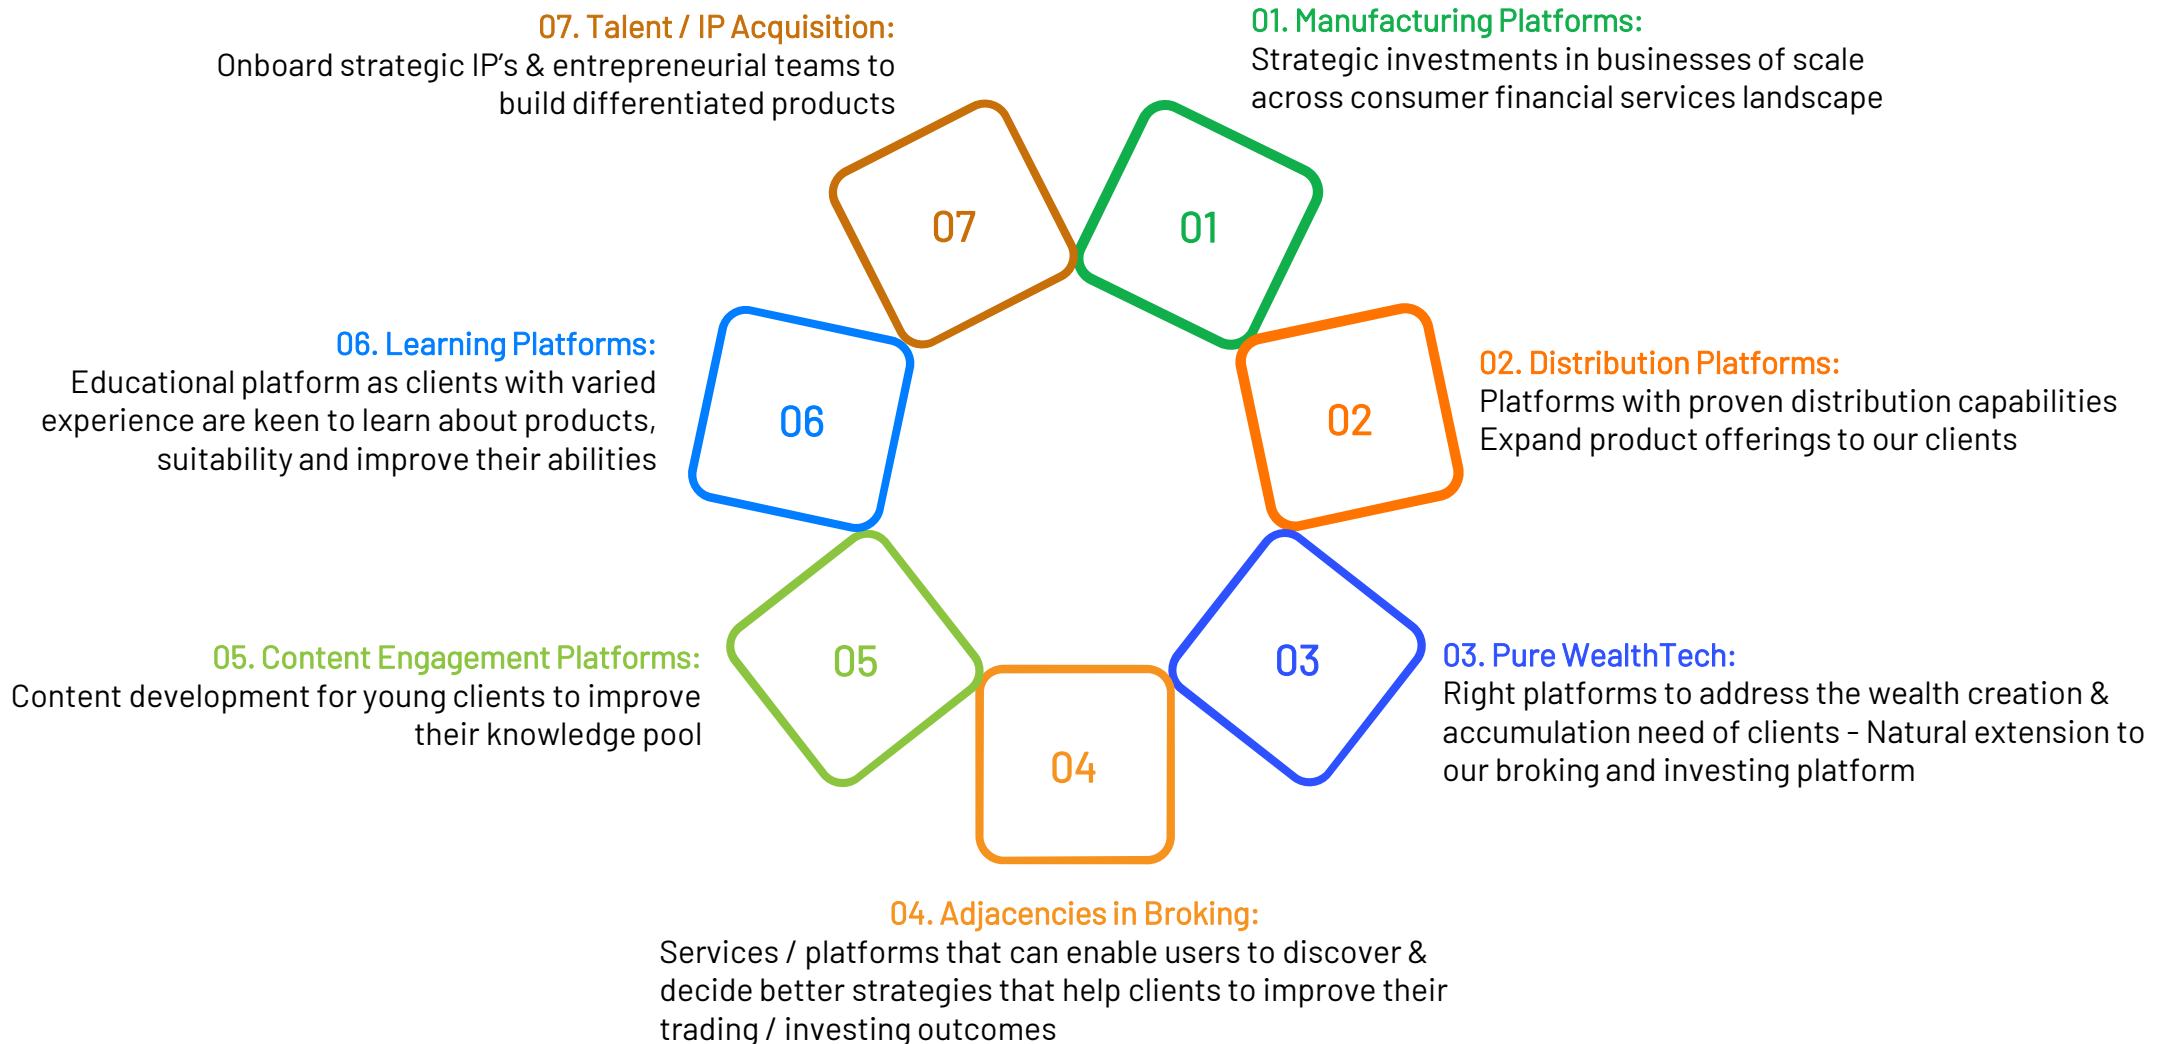 01. Manufacturing Platforms:
Strategic investments in businesses of scale
across consumer financial services landscape
02. Distribution Platforms:
Platforms with proven distribution capabilities
Expand product offerings to our clients
03. Pure WealthTech:
Right platforms to address the wealth creation &
accumulation need of clients - Natural extension to
our broking and investing platform
04. Adjacencies in Broking:
Services / platforms that can enable users to discover &
decide better strategies that help clients to improve their
trading / investing outcomes
05. Content Engagement Platforms:
Content development for young clients to improve
their knowledge pool
06. Learning Platforms:
Educational platform as clients with varied
experience are keen to learn about products,
suitability and improve their abilities
07. Talent / IP Acquisition:
Onboard strategic IP’s & entrepreneurial teams to
build differentiated products
01
02
03
04
05
06
07